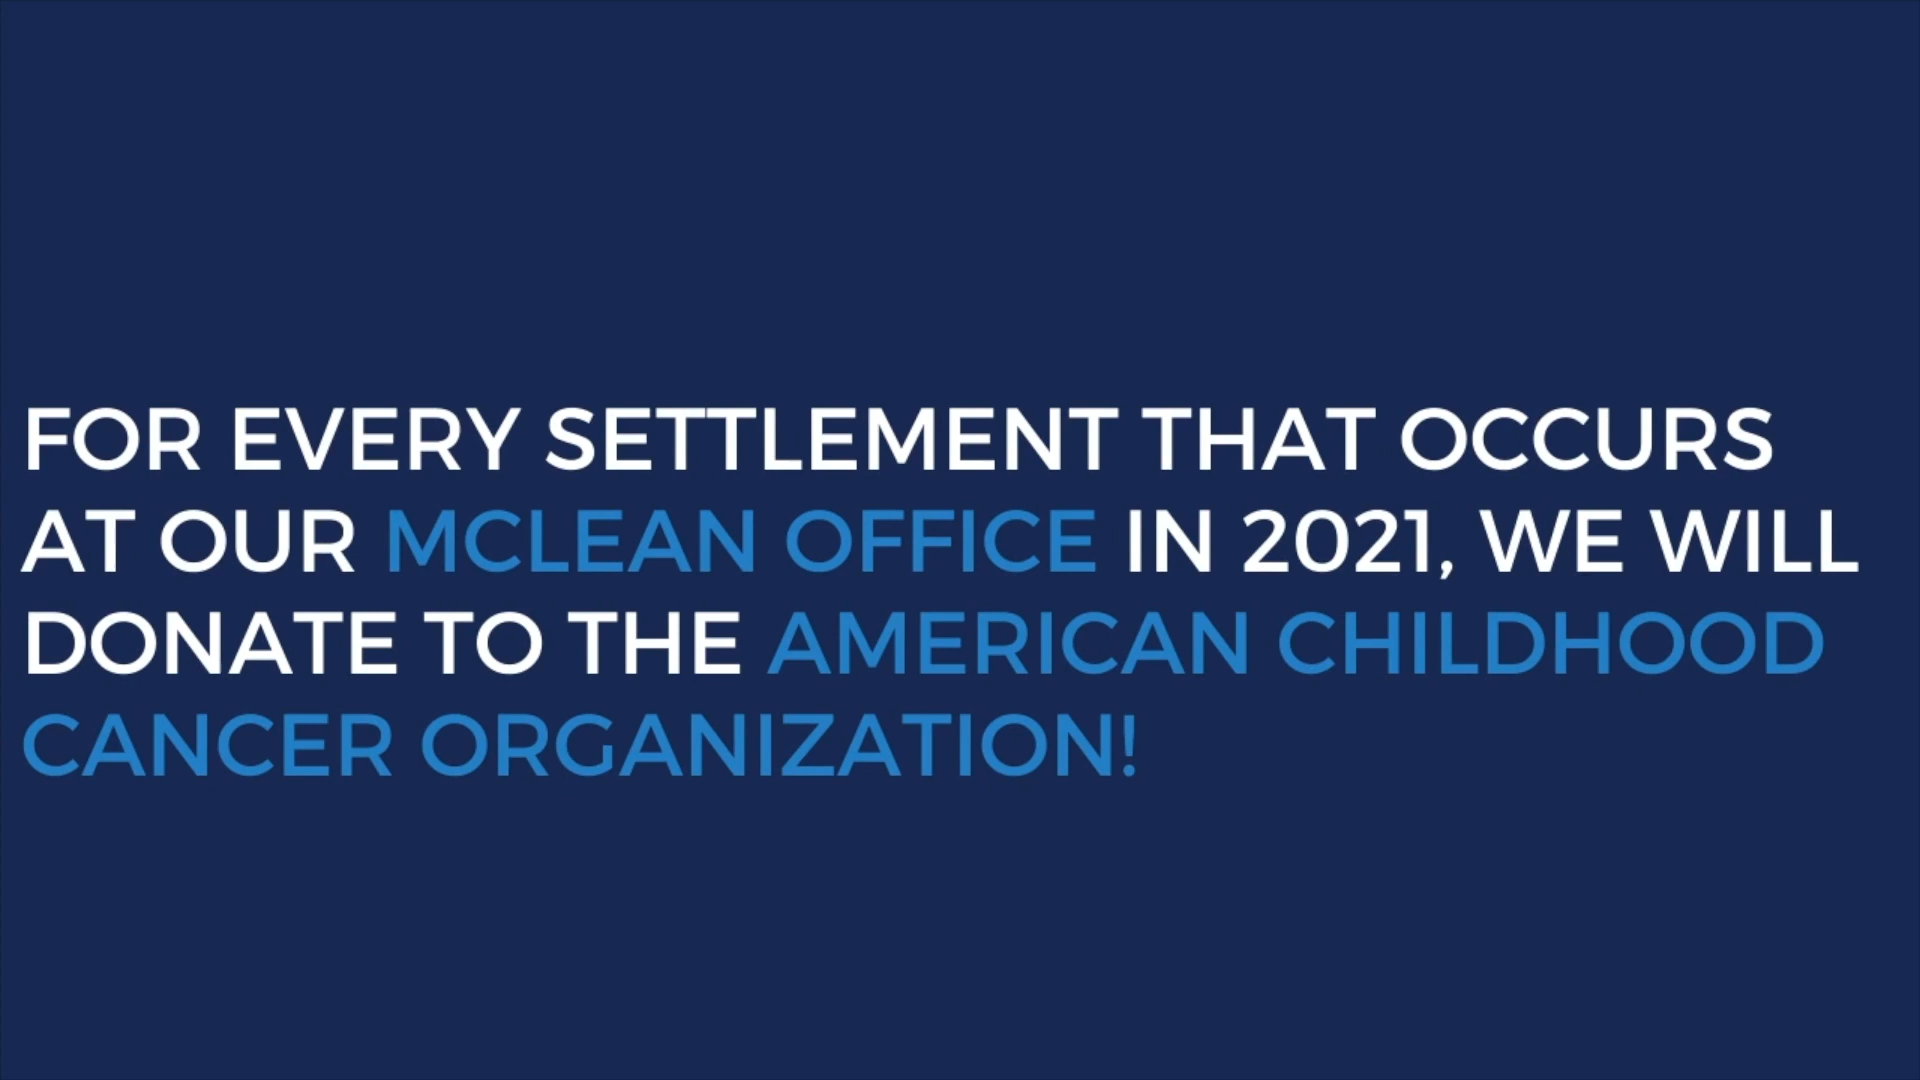 FOR EVERY SETTLEMENT THAT OCCURS
AT OUR MCLEAN OFFICE IN 2021, WE WILL
DONATE TO THE AMERICAN CHILDHOOD
CANCER ORGANIZATION!